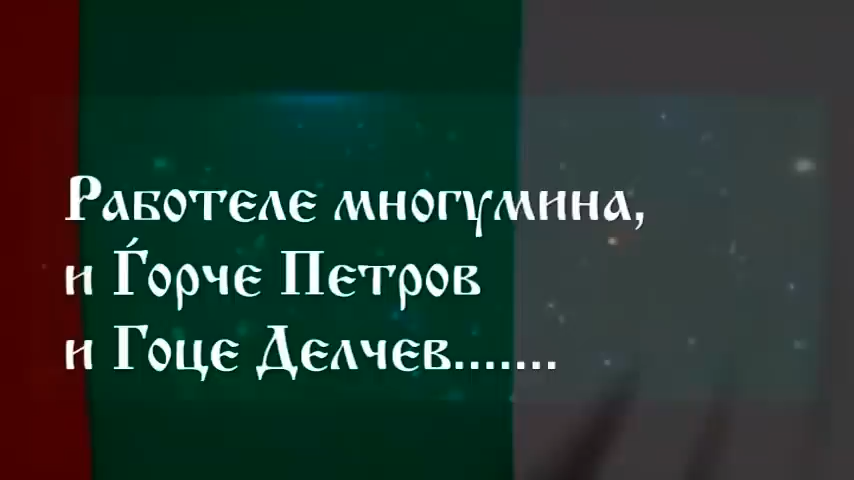 Работеле многумина,
и Ѓорче Петров
и Гоце Делчев.......